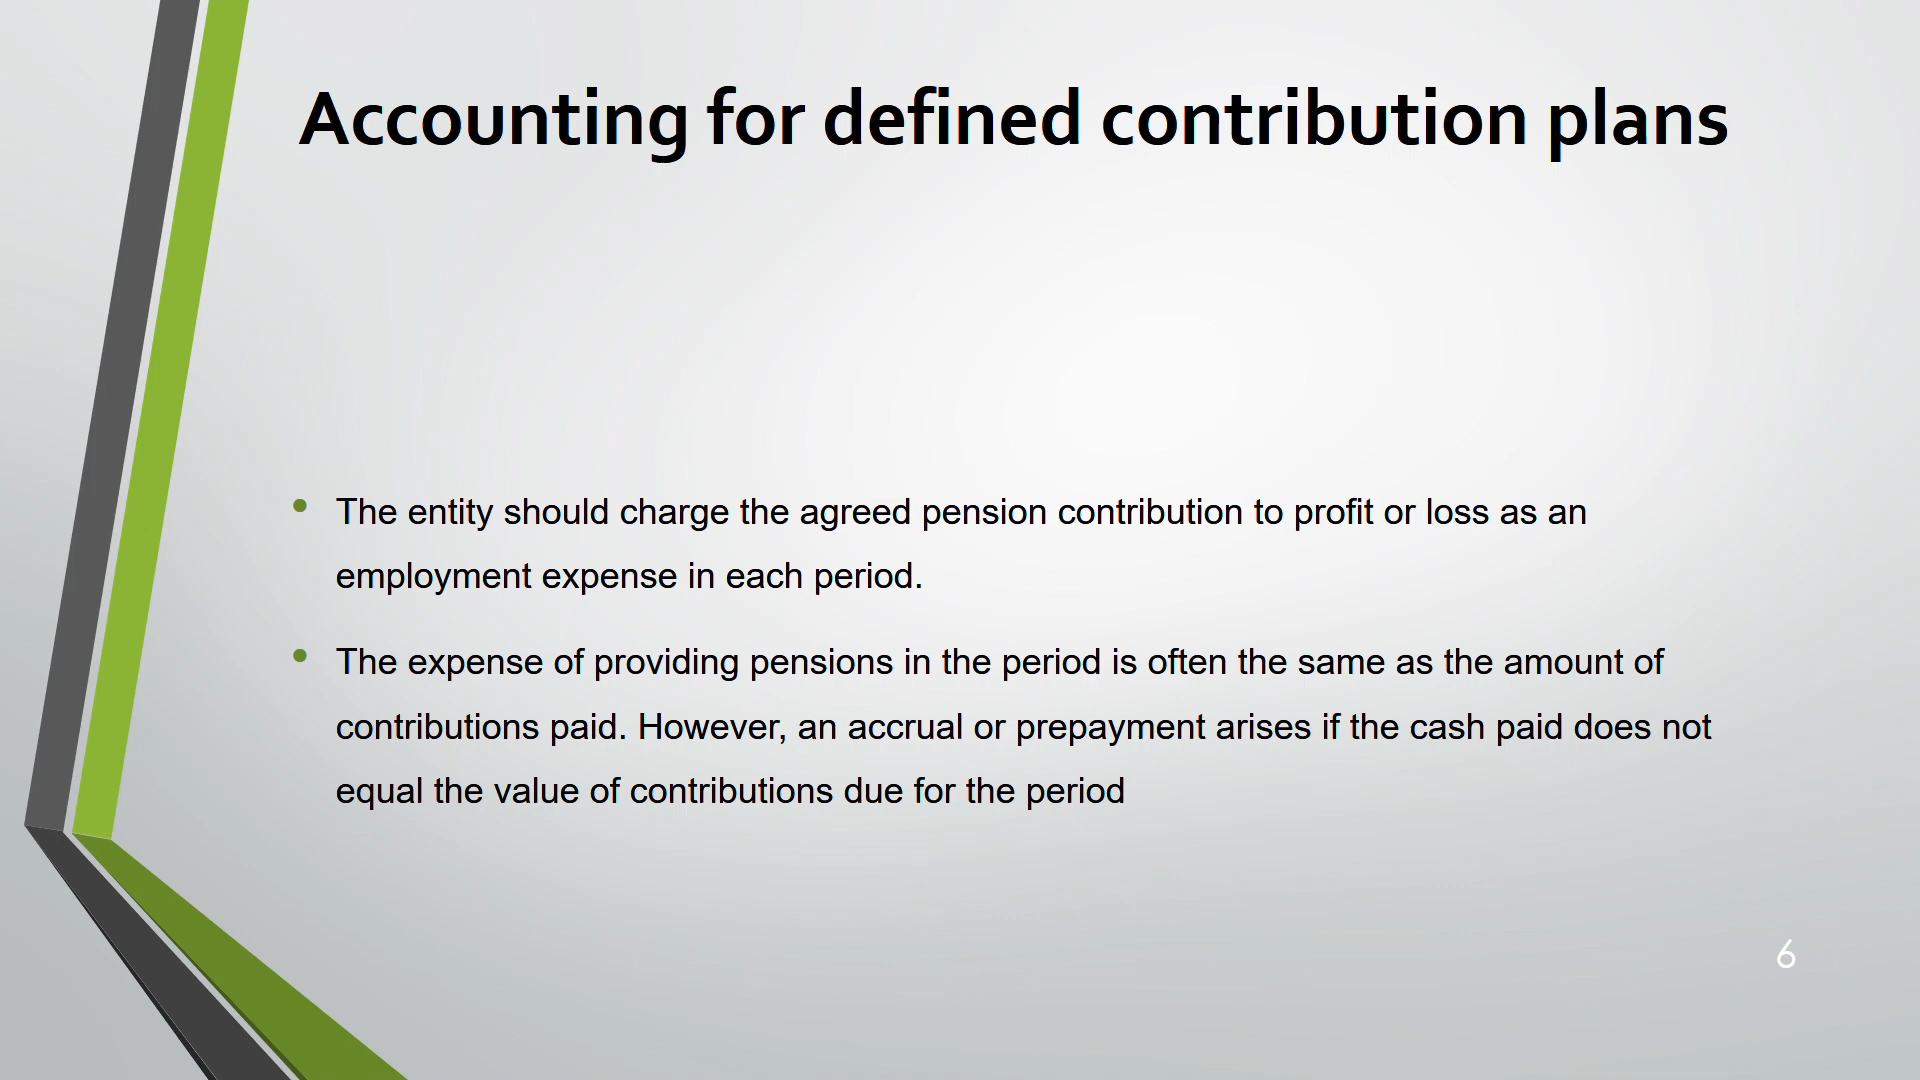 Accounting for defined contribution plans
• The entity should charge the agreed pension contribution to profit or loss as an
employment expense in each period.
• The expense of providing pensions in the period is often the same as the amount of
contributions paid. However, an accrual or prepayment arises if the cash paid does not
equal the value of contributions due for the period
6